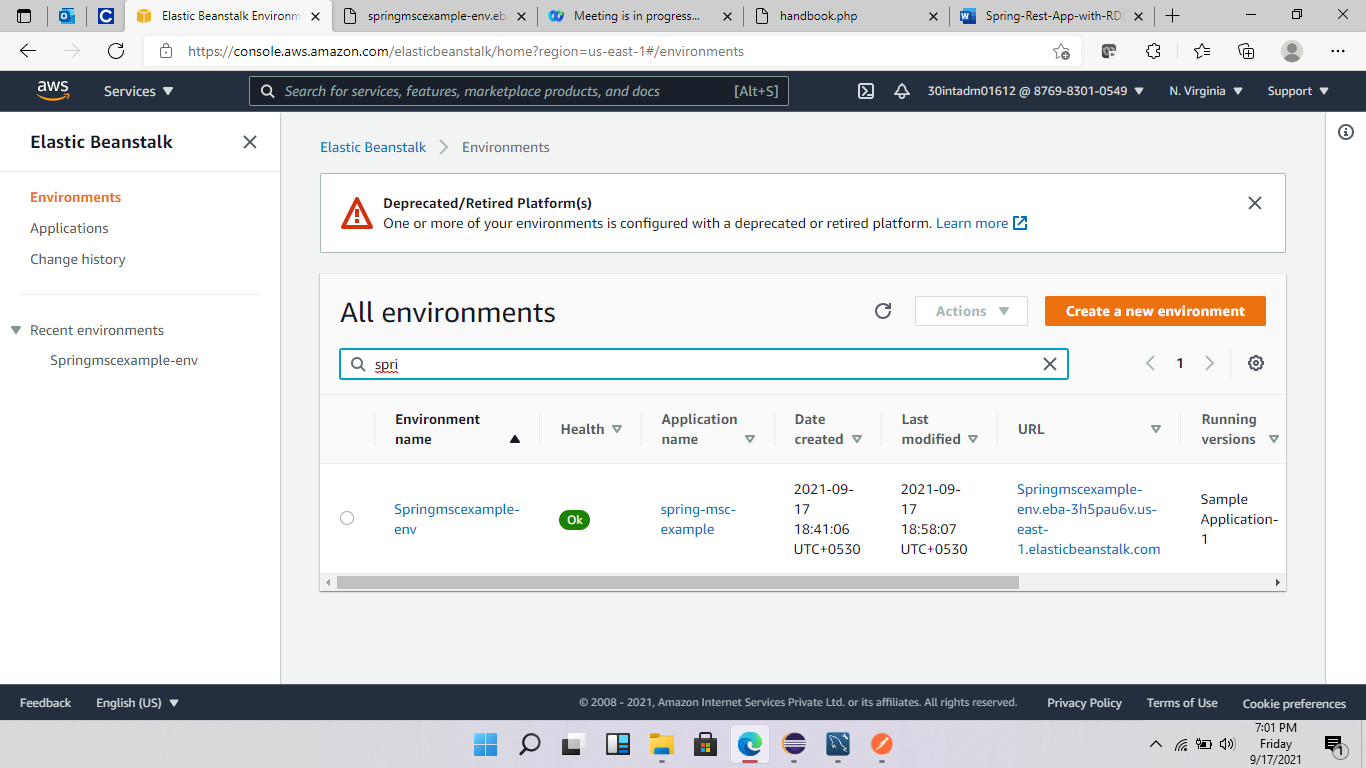 Elastic Beanstalk Environm
springmscexample-env.eb
Meeting is in progress...
handbook.php
Spring-Rest-App-with-RD
https://console.aws.amazon.com/elasticbeanstalk/home?region=us-east-1#/environments
aws
Services
Search for services, features, marketplace products, and docs
[Alt+S]
30intadm01612 @ 8769-8301-0549
N. Virginia
Support
Elastic Beanstalk
Environments
Applications
Change history
Recent environments
Springmscexample-env
Elastic Beanstalk
Environments
Deprecated/Retired Platform(s)
One or more of your environments is configured with a deprecated or retired platform. Learn more
All environments
Actions
Create a new environment
spri
1
Environment
name
Health
Application
name
Date
created
Last
modified
URL
Running
versions
Springmscexample-
env
Ok
spring-msc-
example
2021-09-
17
18:41:06
UTC+0530
2021-09-
17
18:58:07
UTC+0530
Springmscexample-
env.eba-3h5pau6v.us-
east-
1.elasticbeanstalk.com
Sample
Application-
1
Feedback
English (US)
© 2008 - 2021, Amazon Internet Services Private Ltd. or its affiliates. All rights reserved.
Privacy Policy
Terms of Use
Cookie preferences
7:01 PM
Friday
9/17/2021
1